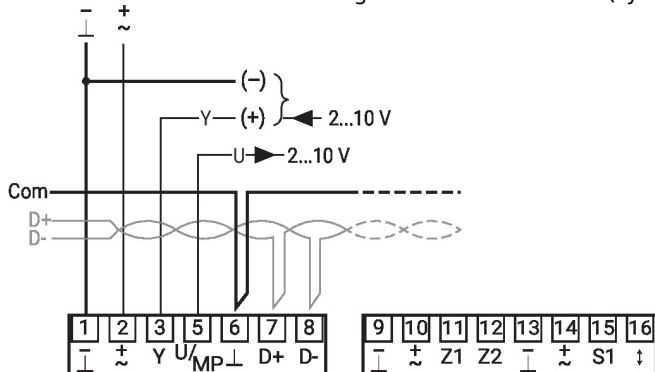 - +
⊥ ~
(-)
Y (+) 2...10 V
U 2...10 V
Com
D+
D-
1 2 3 5 6 7 8 9 10 11 12 13 14 15 16
⊥ ± ~ Y U/MP ⊥ D+ D- ⊥ ± ~ Z1 Z2 ⊥ ± ~ S1 ↕